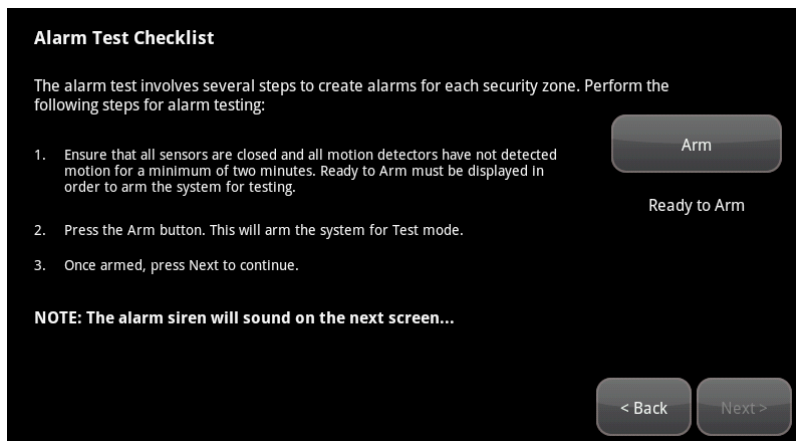 Alarm Test Checklist
The alarm test involves several steps to create alarms for each security zone. Perform the
following steps for alarm testing:
1. Ensure that all sensors are closed and all motion detectors have not detected
motion for a minimum of two minutes. Ready to Arm must be displayed in
order to arm the system for testing.
Arm
Ready to Arm
2. Press the Arm button. This will arm the system for Test mode.
3. Once armed, press Next to continue.
NOTE: The alarm siren will sound on the next screen...
< Back
Next >